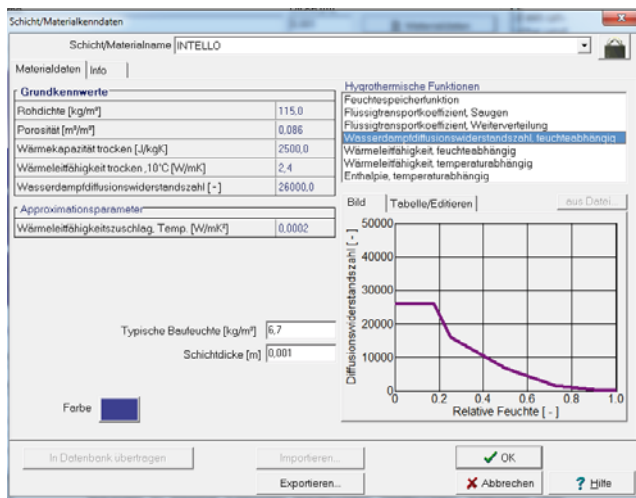 Schicht/Materialkenndaten
Schicht/Materialname INTELLO
Materialdaten Info
Grundkennwerte
Rohdichte [kg/m³] 115,0
Porosität [m³/m³] 0,086
Wärmekapazität trocken [J/kgK] 2500,0
Wärmeleitfähigkeit trocken ,10°C [W/mK] 2,4
Wasserdampfdiffusionswiderstandszahl [ - ] 26000,0
Approximationsparameter
Wärmeleitfähigkeitszuschlag, Temp. [W/mK²] 0,0002
Typische Baufeuchte [kg/m³] 6,7
Schichtdicke [m] 0,001
Farbe
Hygrothermische Funktionen
Feuchtespeicherfunktion
Flüssigtransportkoeffizient, Saugen
Flüssigtransportkoeffizient, Weiterverteilung
Wasserdampfdiffusionswiderstandszahl, feuchteabhängig
Wärmeleitfähigkeit, feuchteabhängig
Wärmeleitfähigkeit, temperaturabhängig
Enthalpie, temperaturabhängig
Bild Tabelle/Editieren aus Datei...
Diffusionswiderstandszahl [ - ]
50000
40000
30000
20000
10000
0
0 0.2 0.4 0.6 0.8 1.0
Relative Feuchte [ - ]
In Datenbank übertragen Importieren... OK
Exportieren... Abbrechen ? Hilfe